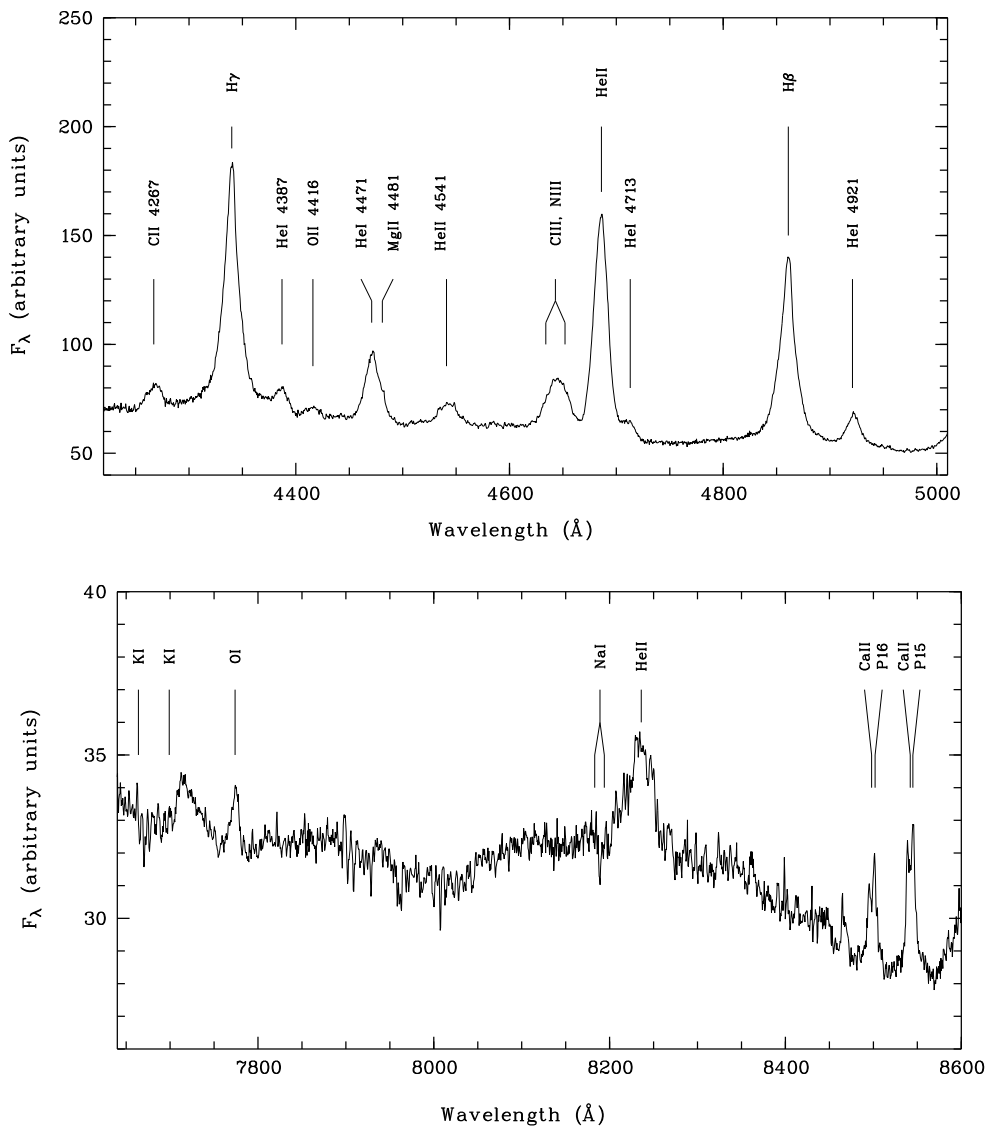 250
200
150
100
50
F_λ (arbitrary units)
CII 4267
Hγ
HeI 4387
OII 4416
HeI 4471
MgII 4481
HeII 4541
CIII, NIII
HeII
HeI 4713
Hβ
HeI 4921
4400 4600 4800 5000
Wavelength (Å)
40
35
30
F_λ (arbitrary units)
KI
KI
OI
NaI
HeII
CaII
P16
CaII
P15
7800 8000 8200 8400 8600
Wavelength (Å)